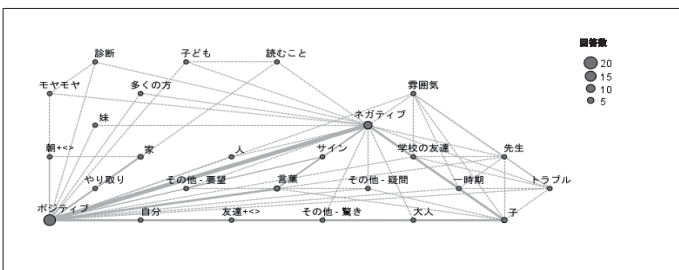 回答数
20
15
10
5
診断
子ども
読むこと
モヤモヤ
多くの方
雰囲気
妹
ネガティブ
朝+<>
家
人
サイン
学校の友達
先生
やり取り
その他 - 要望
言葉
その他 - 疑問
一時期
トラブル
ポジティブ
自分
友達+<>
その他 - 驚き
大人
子